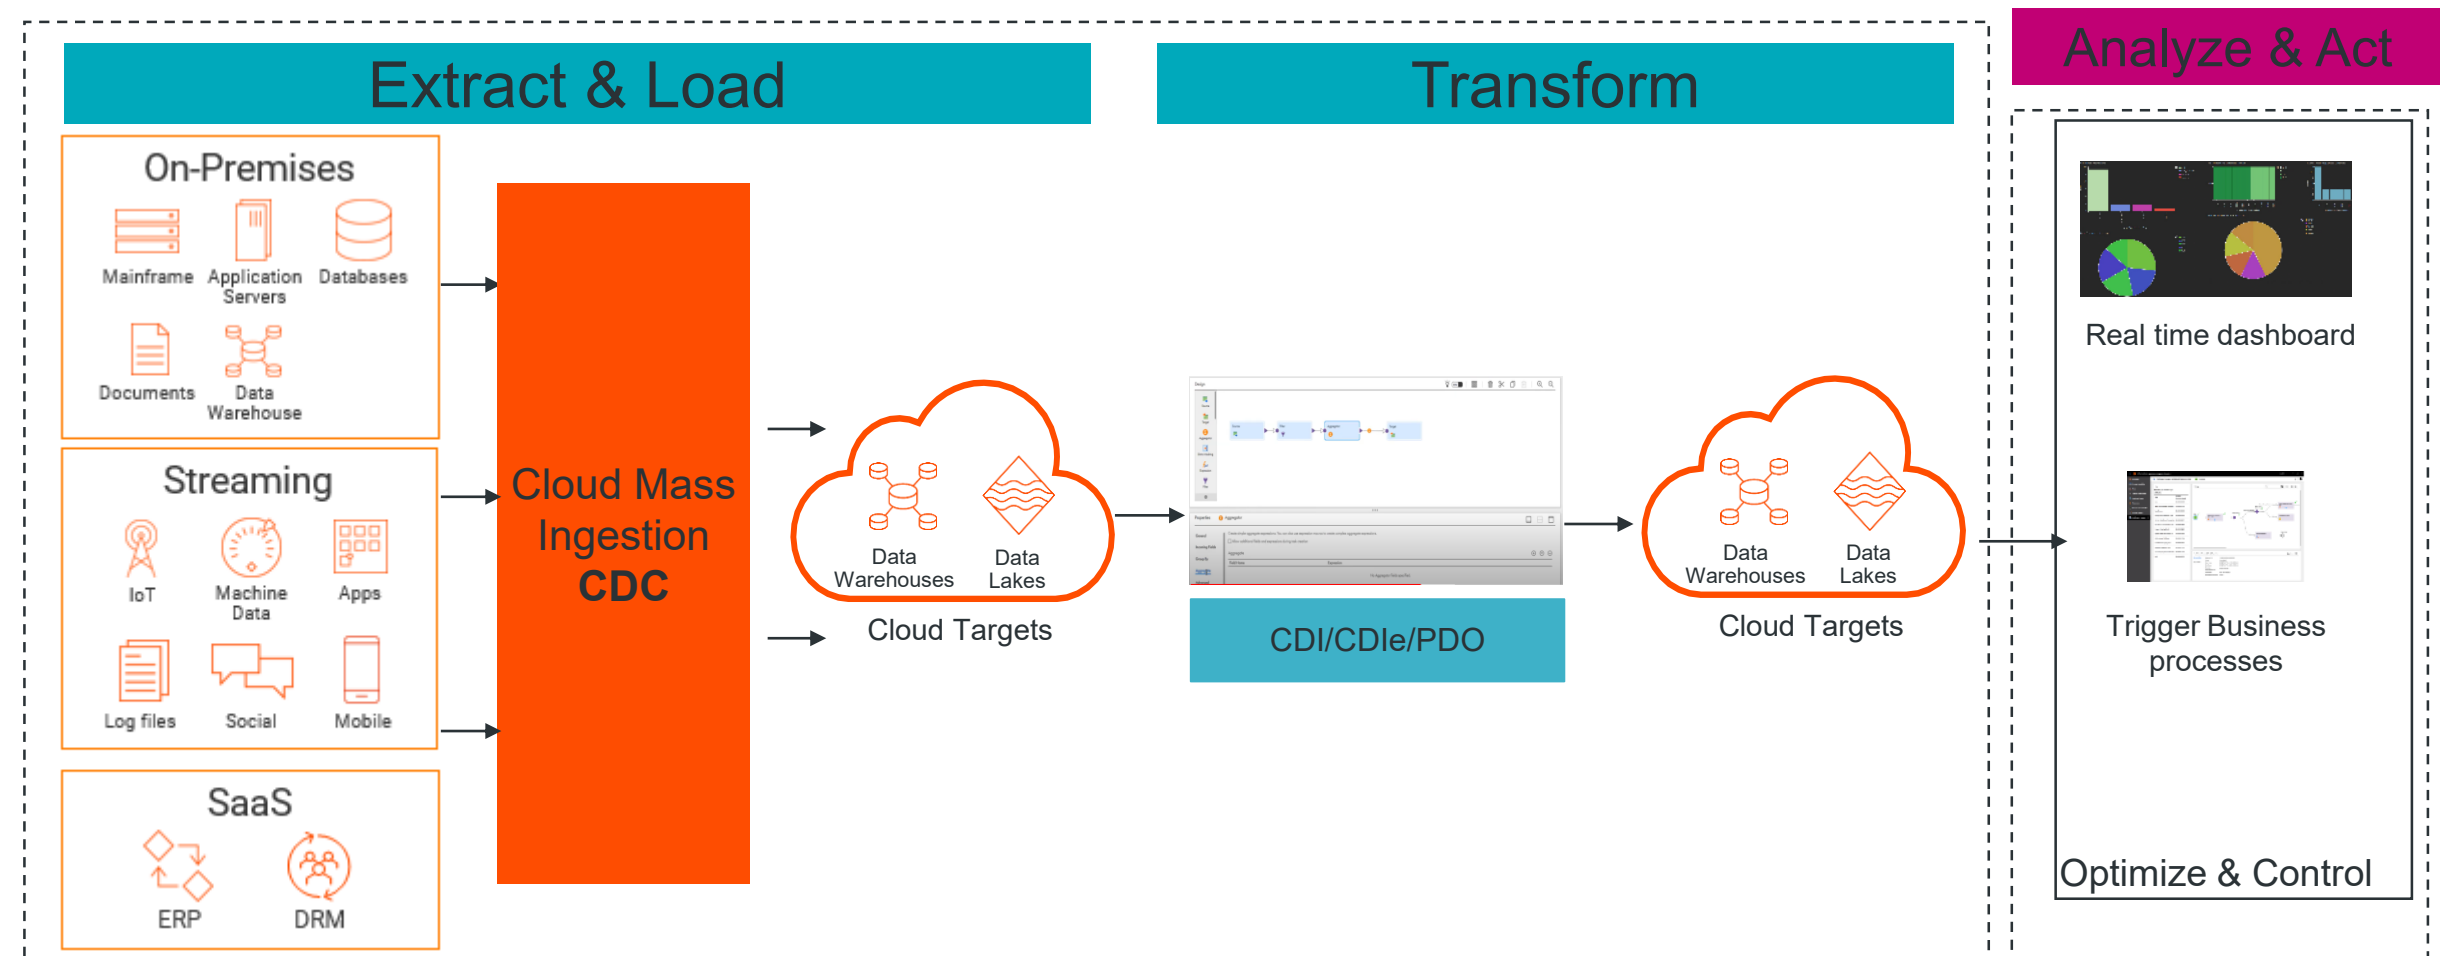 Extract & Load
Transform
Analyze & Act
On-Premises
Mainframe
Application
Servers
Databases
Documents
Data
Warehouse
Streaming
IoT
Machine
Data
Apps
Log files
Social
Mobile
SaaS
ERP
DRM
Cloud Mass
Ingestion
CDC
Data
Warehouses
Data
Lakes
Cloud Targets
CDI/CDIe/PDO
Data
Warehouses
Data
Lakes
Cloud Targets
Real time dashboard
Trigger Business
processes
Optimize & Control